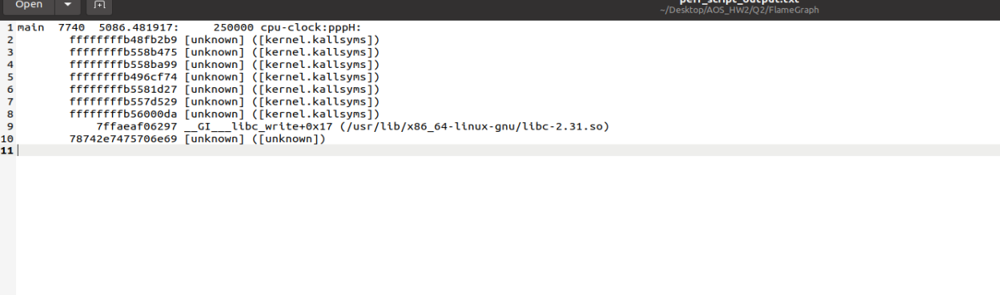 Open
perf_script_output.txt
~/Desktop/AOS_HW2/Q2/FlameGraph
1 main  7740  5086.481917:     250000 cpu-clock:pppH:
2         ffffffffb48fb2b9 [unknown] ([kernel.kallsyms])
3         ffffffffb558b475 [unknown] ([kernel.kallsyms])
4         ffffffffb558ba99 [unknown] ([kernel.kallsyms])
5         ffffffffb496cf74 [unknown] ([kernel.kallsyms])
6         ffffffffb5581d27 [unknown] ([kernel.kallsyms])
7         ffffffffb557d529 [unknown] ([kernel.kallsyms])
8         ffffffffb56000da [unknown] ([kernel.kallsyms])
9             7ffaeaf06297 __GI___libc_write+0x17 (/usr/lib/x86_64-linux-gnu/libc-2.31.so)
10         78742e7475706e69 [unknown] ([unknown])
11